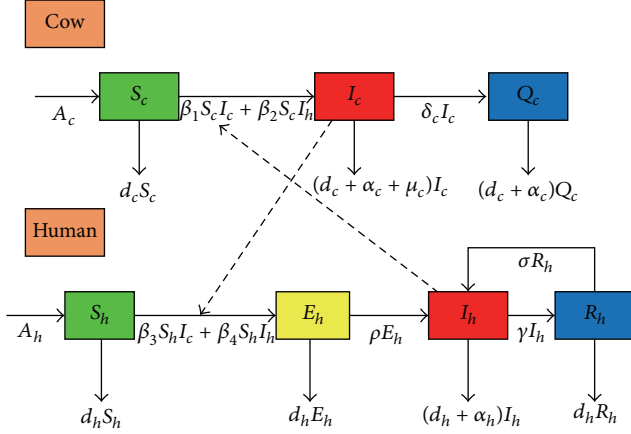 Cow
S_c
β_1S_cI_c + β_2S_cI_h
I_c
δ_cI_c
Q_c
A_c
d_cS_c
(d_c + α_c + μ_c)I_c
(d_c + α_c)Q_c
Human
σR_h
S_h
β_3S_hI_c + β_4S_hI_h
E_h
ρE_h
I_h
γI_h
R_h
A_h
d_hS_h
d_hE_h
(d_h + α_h)I_h
d_hR_h